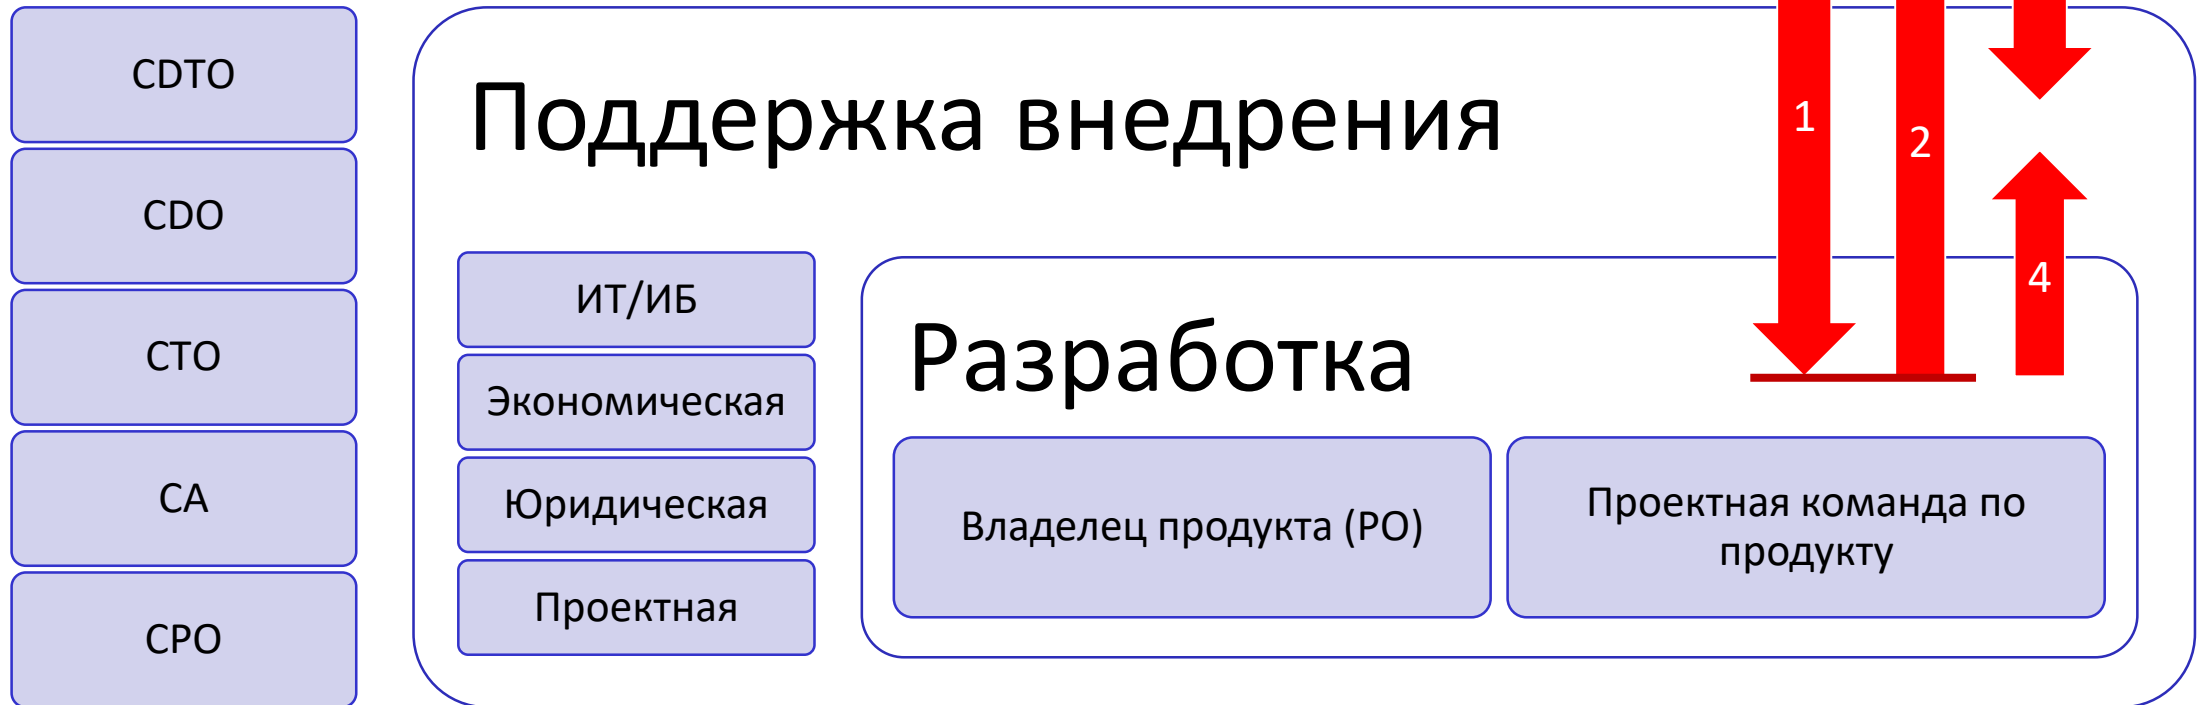 CDTO
CDO
CTO
CA
CPO
Поддержка внедрения
1
2
4
ИТ/ИБ
Экономическая
Юридическая
Проектная
Разработка
Владелец продукта (PO)
Проектная команда по
продукту